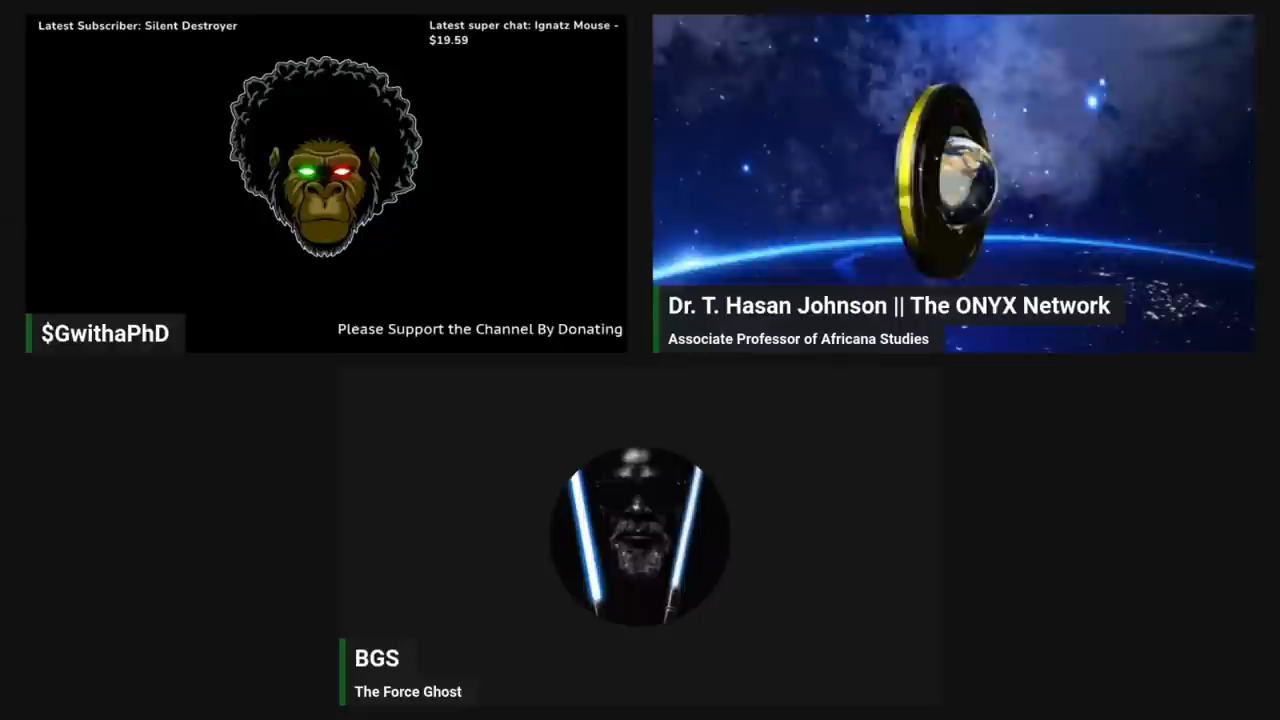 Latest Subscriber: Silent Destroyer
Latest super chat: Ignatz Mouse -
$19.59
$GwithaPhD
Please Support the Channel By Donating
Dr. T. Hasan Johnson || The ONYX Network
Associate Professor of Africana Studies
BGS
The Force Ghost